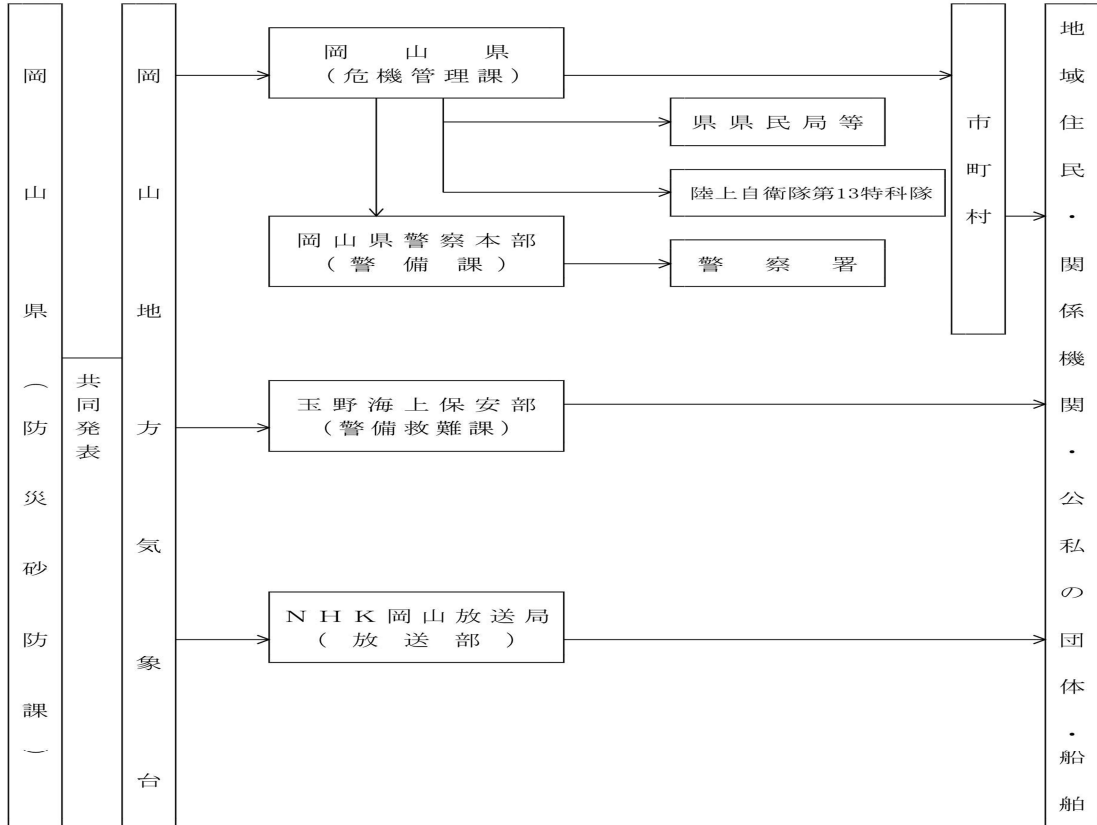 岡山県(防災砂防課)
共同発表
岡山地方気象台
岡山県
(危機管理課)
県県民局等
陸上自衛隊第13特科隊
岡山県警察本部
(警備課)
警察署
玉野海上保安部
(警備救難課)
NHK岡山放送局
(放送部)
市町村
地域住民・関係機関・公私の団体・船舶